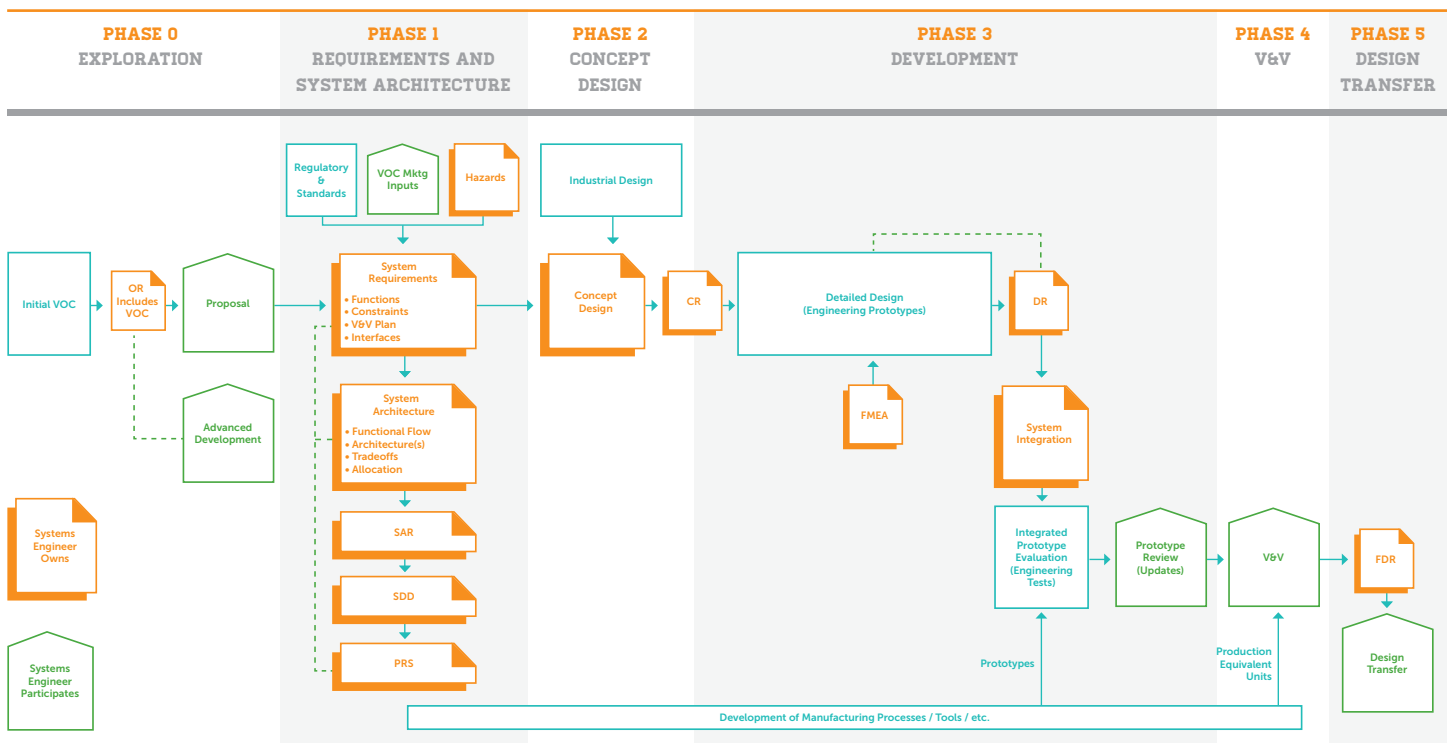 PHASE 0
EXPLORATION
PHASE 1
REQUIREMENTS AND
SYSTEM ARCHITECTURE
PHASE 2
CONCEPT
DESIGN
PHASE 3
DEVELOPMENT
PHASE 4
V&V
PHASE 5
DESIGN
TRANSFER
Initial VOC
OR
Includes
VOC
Proposal
Advanced
Development
Systems
Engineer
Owns
Systems
Engineer
Participates
Regulatory
&
Standards
VOC Mktg
Inputs
Hazards
System
Requirements
• Functions
• Constraints
• V&V Plan
• Interfaces
System
Architecture
• Functional Flow
• Architecture(s)
• Tradeoffs
• Allocation
SAR
SDD
PRS
Industrial Design
Concept
Design
CR
Detailed Design
(Engineering Prototypes)
DR
FMEA
System
Integration
Integrated
Prototype
Evaluation
(Engineering
Tests)
Prototype
Review
(Updates)
Prototypes
V&V
Production
Equivalent
Units
FDR
Design
Transfer
Development of Manufacturing Processes / Tools / etc.